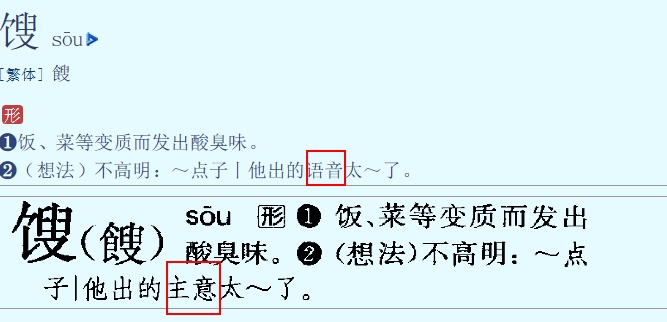 馊 sōu
[繁体] 餿
形
❶饭、菜等变质而发出酸臭味。
❷（想法）不高明：～点子丨他出的语音太～了。
馊(餿) sōu 形 ❶ 饭、菜等变质而发出
酸臭味。❷（想法）不高明：～点
子|他出的主意太～了。